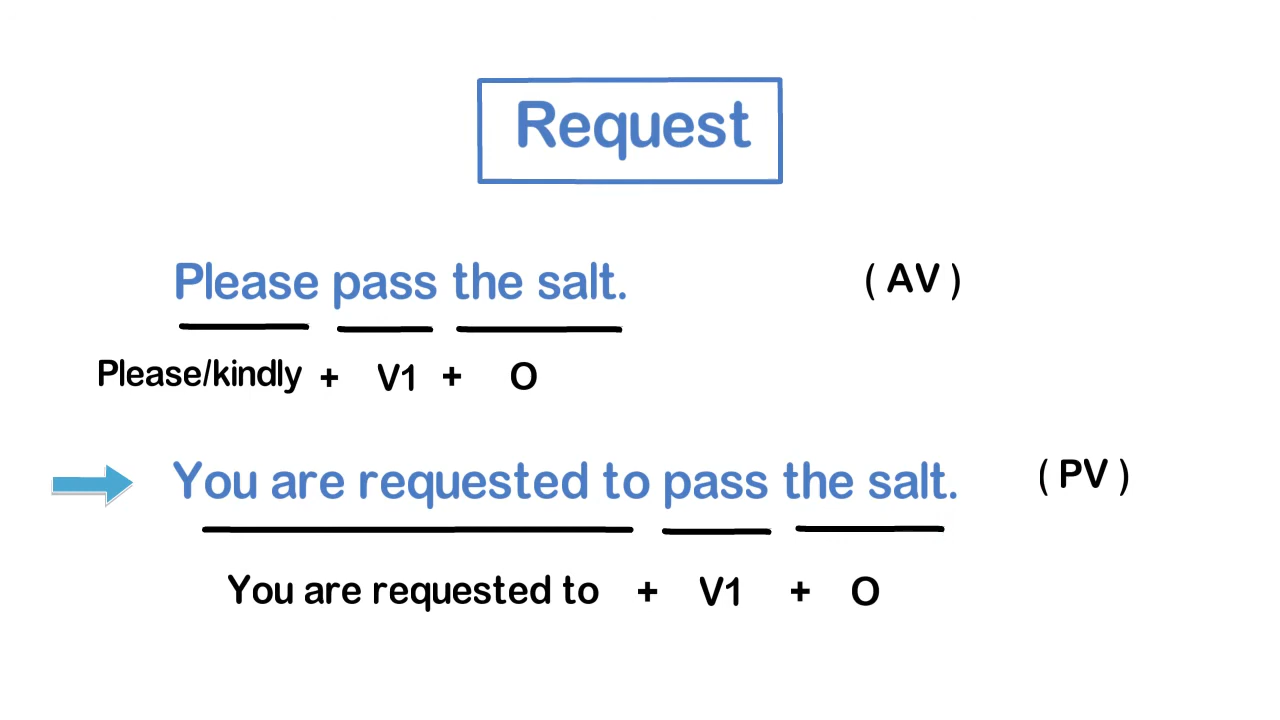 Request
Please pass the salt. ( AV )
Please/kindly + V1 + O
You are requested to pass the salt. ( PV )
You are requested to + V1 + O